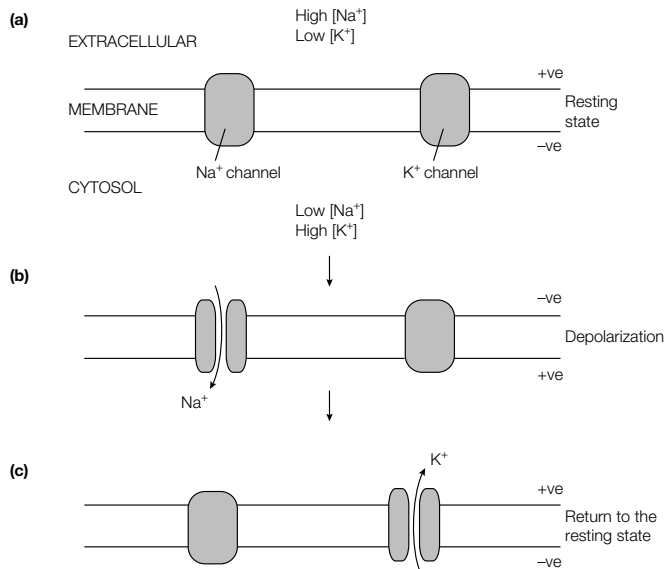 (a)
High [Na⁺]
Low [K⁺]
EXTRACELLULAR
+ve
MEMBRANE
Resting
state
–ve
Na⁺ channel
K⁺ channel
CYTOSOL
Low [Na⁺]
High [K⁺]
(b)
–ve
Depolarization
+ve
Na⁺
(c)
K⁺
+ve
Return to the
resting state
–ve